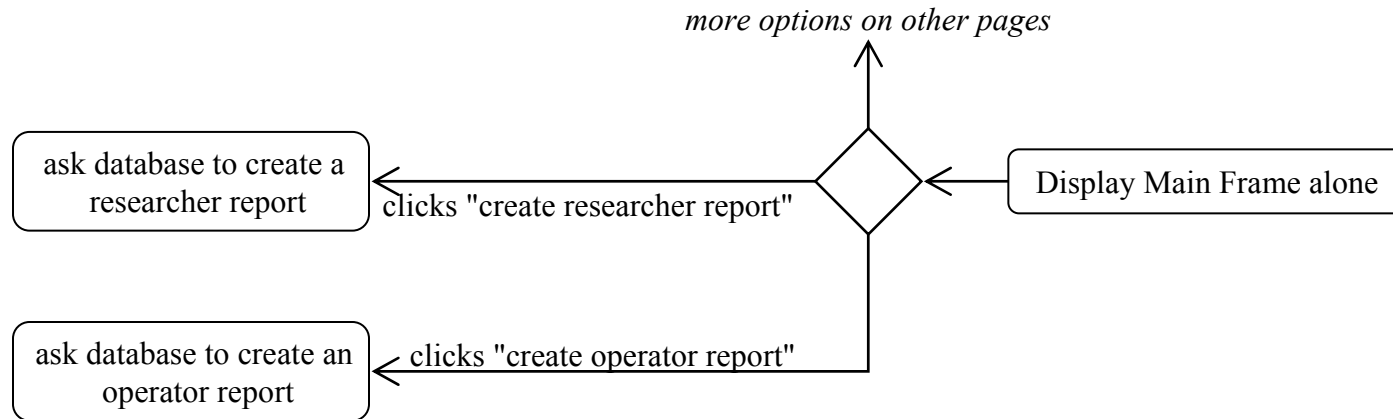 more options on other pages
ask database to create a
researcher report
clicks "create researcher report"
Display Main Frame alone
ask database to create an
operator report
clicks "create operator report"